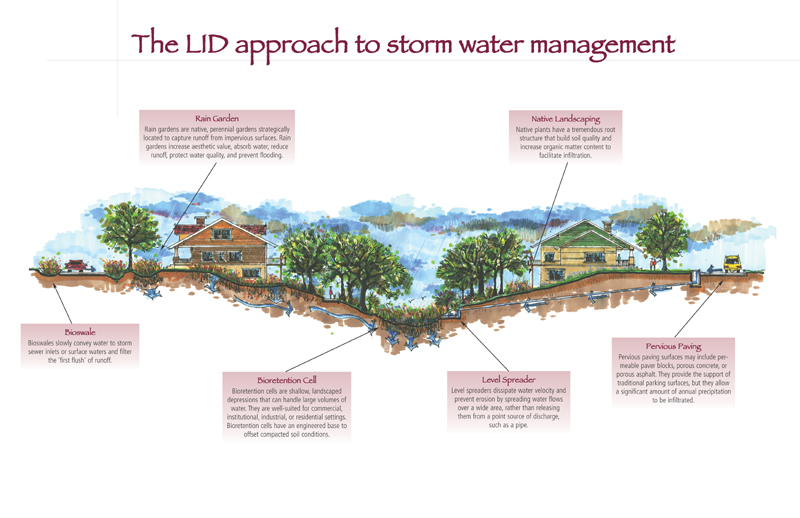 The LID approach to storm water management
Rain Garden
Rain gardens are native, perennial gardens strategically
located to capture runoff from impervious surfaces. Rain
gardens increase aesthetic value, absorb water, reduce
runoff, protect water quality, and prevent flooding.
Native Landscaping
Native plants have a tremendous root
structure that build soil quality and
increase organic matter content to
facilitate infiltration.
Bioswale
Bioswales slowly convey water to storm
sewer inlets or surface waters and filter
the 'first flush' of runoff.
Bioretention Cell
Bioretention cells are shallow, landscaped
depressions that can handle large volumes of
water. They are well-suited for commercial,
institutional, industrial, or residential settings.
Bioretention cells have an engineered base to
offset compacted soil conditions.
Level Spreader
Level spreaders dissipate water velocity and
prevent erosion by spreading water flows
over a wide area, rather than releasing
them from a point source of discharge,
such as a pipe.
Pervious Paving
Pervious paving surfaces may include per-
meable paver blocks, porous concrete, or
porous asphalt. They provide the support of
traditional parking surfaces, but they allow
a significant amount of annual precipitation
to be infiltrated.